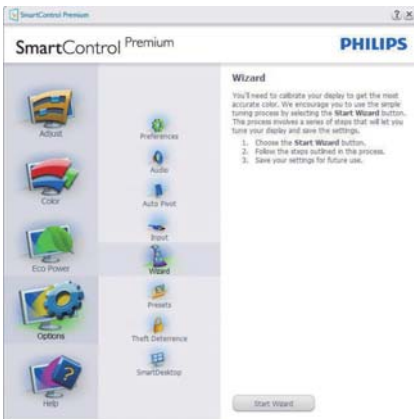 SmartControl Premium
SmartControl Premium
PHILIPS
Adjust
Color
Eco Power
Options
Help
Preferences
Audio
Auto Pivot
Input
Wizard
Presets
Theft Deterrence
SmartDesktop
Wizard
You'll need to calibrate your display to get the most
accurate color. We encourage you to use the simple
tuning process by selecting the Start Wizard button.
This process involves a series of steps that will let you
tune your display and save the settings.
1. Choose the Start Wizard button.
2. Follow the steps outlined in this process.
3. Save your settings for future use.
Start Wizard